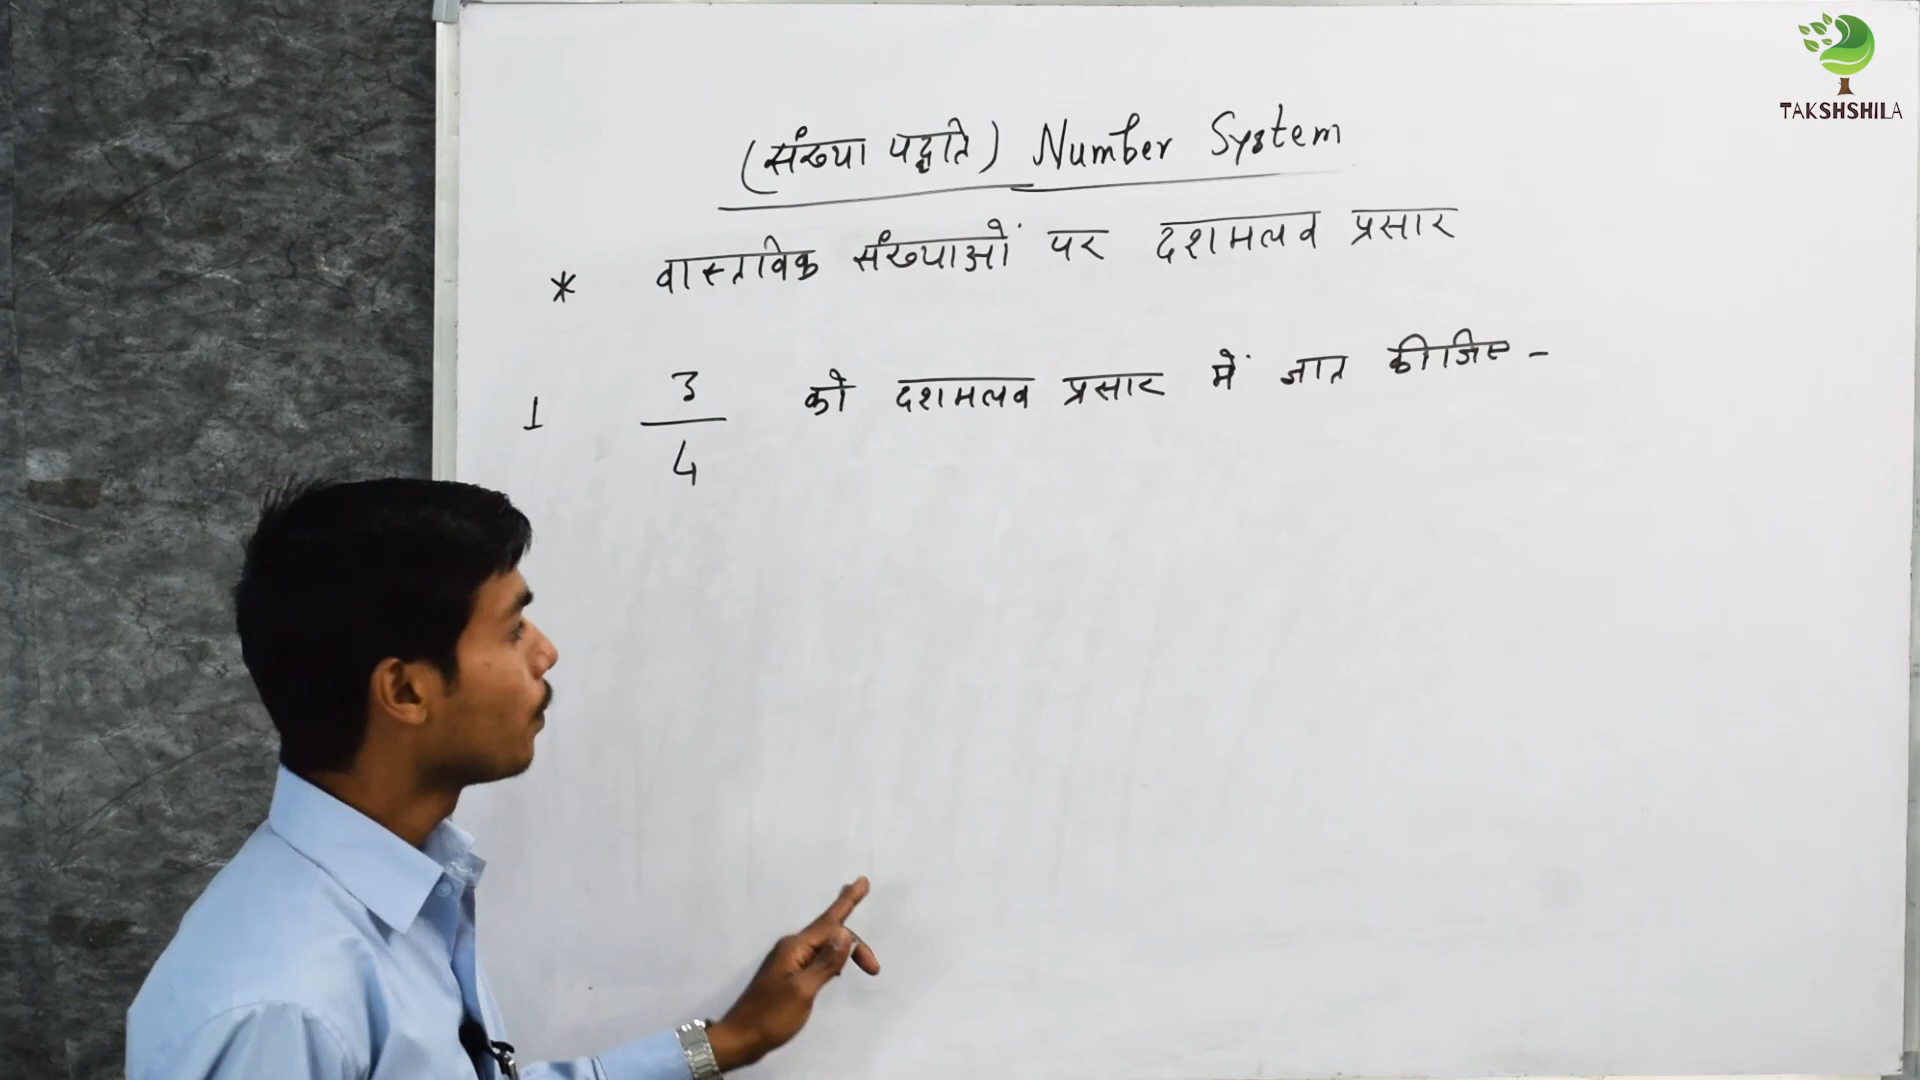 TAKSHSHILA
(संख्या पद्धति) Number System
* वास्तविक संख्याओं पर दशमलव प्रसार
1 3/4 को दशमलव प्रसार में ज्ञात कीजिए -